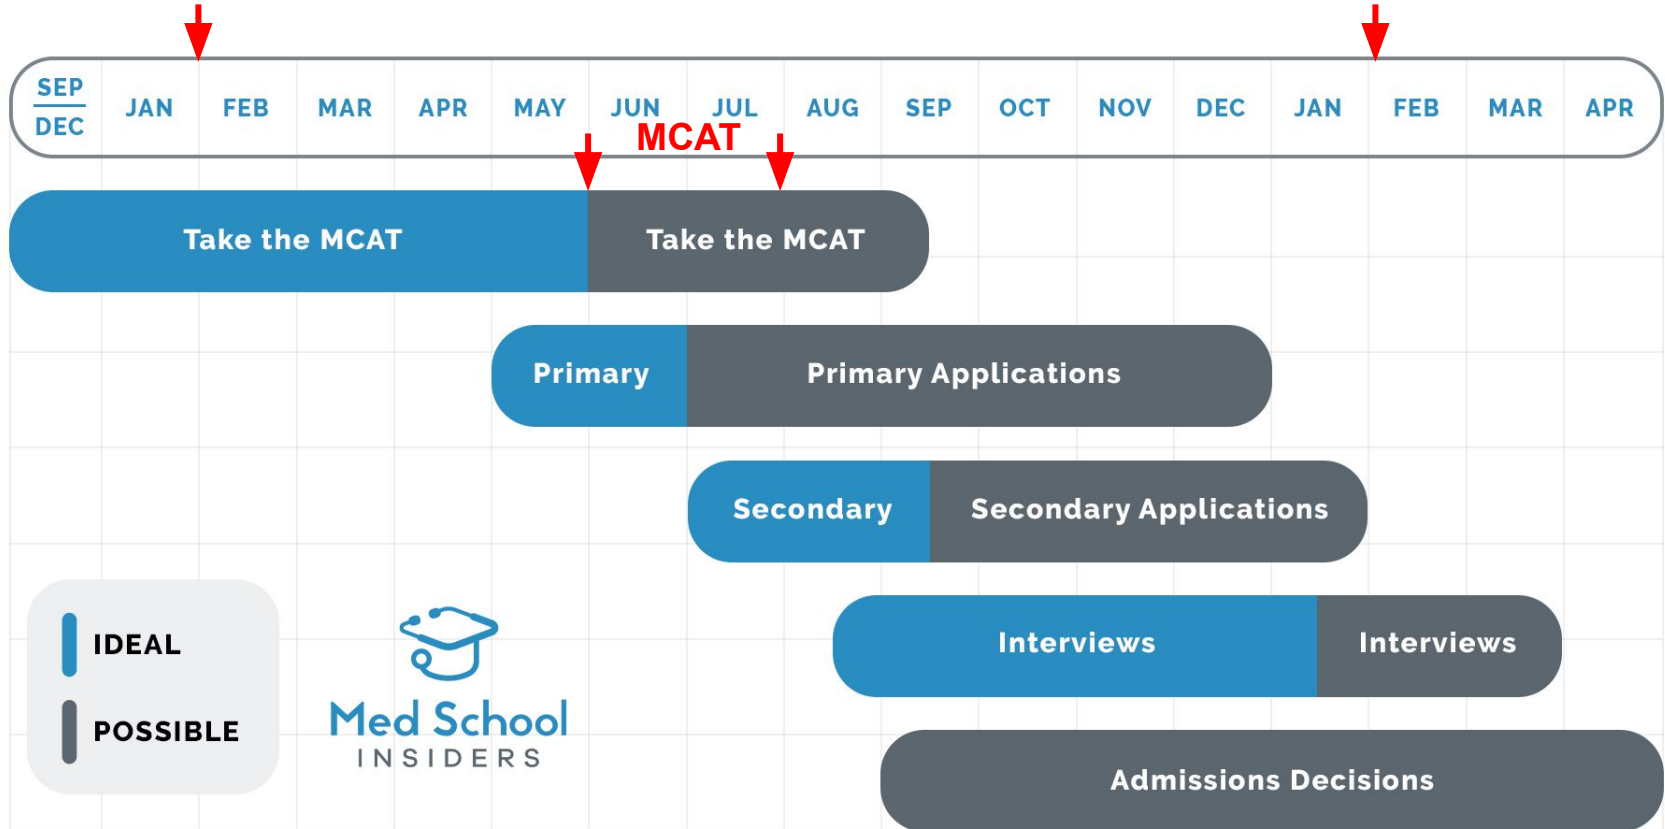 SEP
DEC
JAN FEB MAR APR MAY JUN JUL AUG SEP OCT NOV DEC JAN FEB MAR APR
MCAT
Take the MCAT Take the MCAT
Primary Primary Applications
Secondary Secondary Applications
Interviews Interviews
IDEAL
POSSIBLE
Med School
INSIDERS
Admissions Decisions